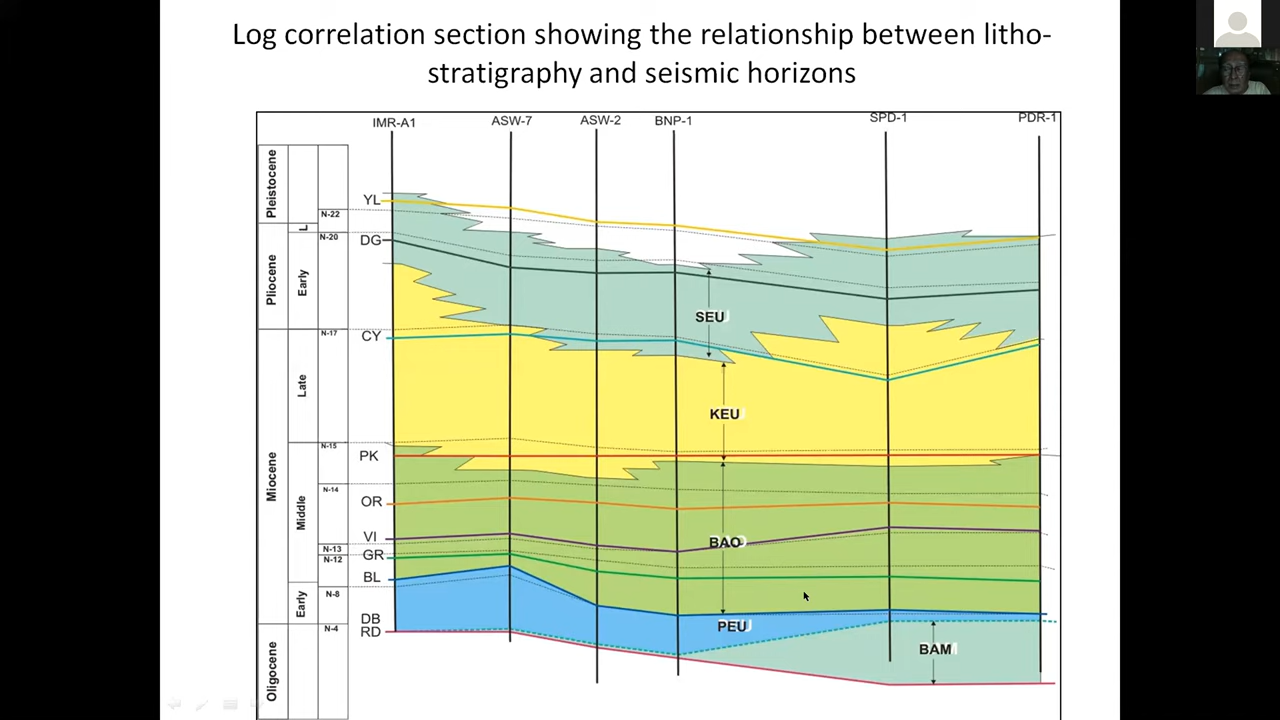 Log correlation section showing the relationship between litho-
stratigraphy and seismic horizons
IMR-A1
ASW-7
ASW-2
BNP-1
SPD-1
PDR-1
Pleistocene
Pliocene
Miocene
Oligocene
L
Early
Late
Middle
Early
N-22
N-20
N-17
N-15
N-14
N-13
N-12
N-8
N-4
YL
DG
CY
PK
OR
VI
GR
BL
DB
RD
SEU
KEU
BAO
PEU
BAM